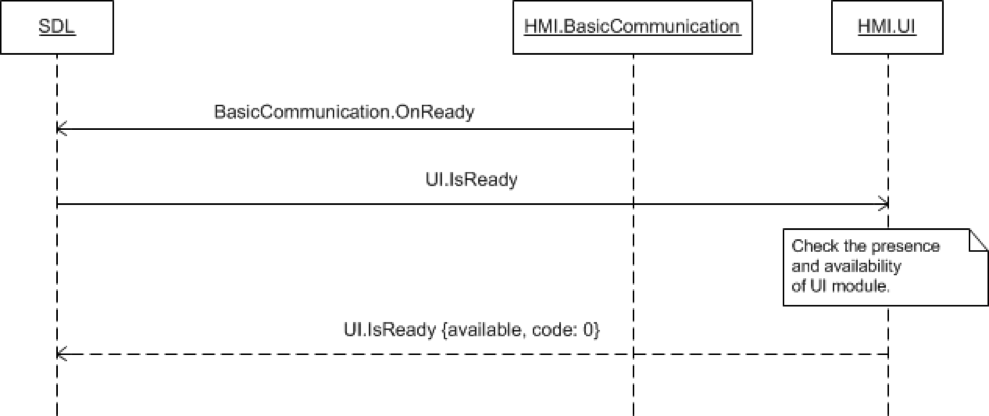 SDL
HMI.BasicCommunication
HMI.UI
BasicCommunication.OnReady
UI.IsReady
Check the presence
and availability
of UI module.
UI.IsReady {available, code: 0}